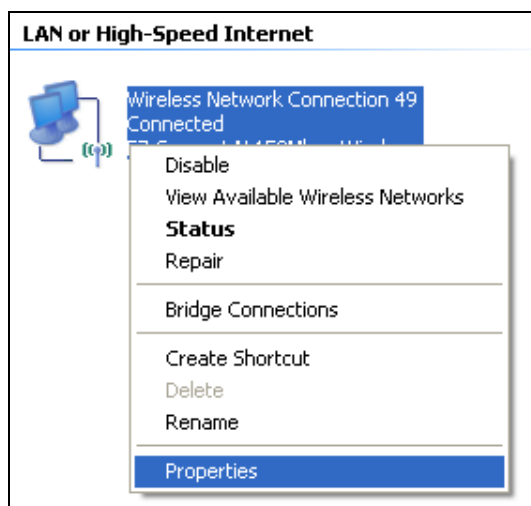 LAN or High-Speed Internet
Wireless Network Connection 49
Connected
Disable
View Available Wireless Networks
Status
Repair
Bridge Connections
Create Shortcut
Delete
Rename
Properties